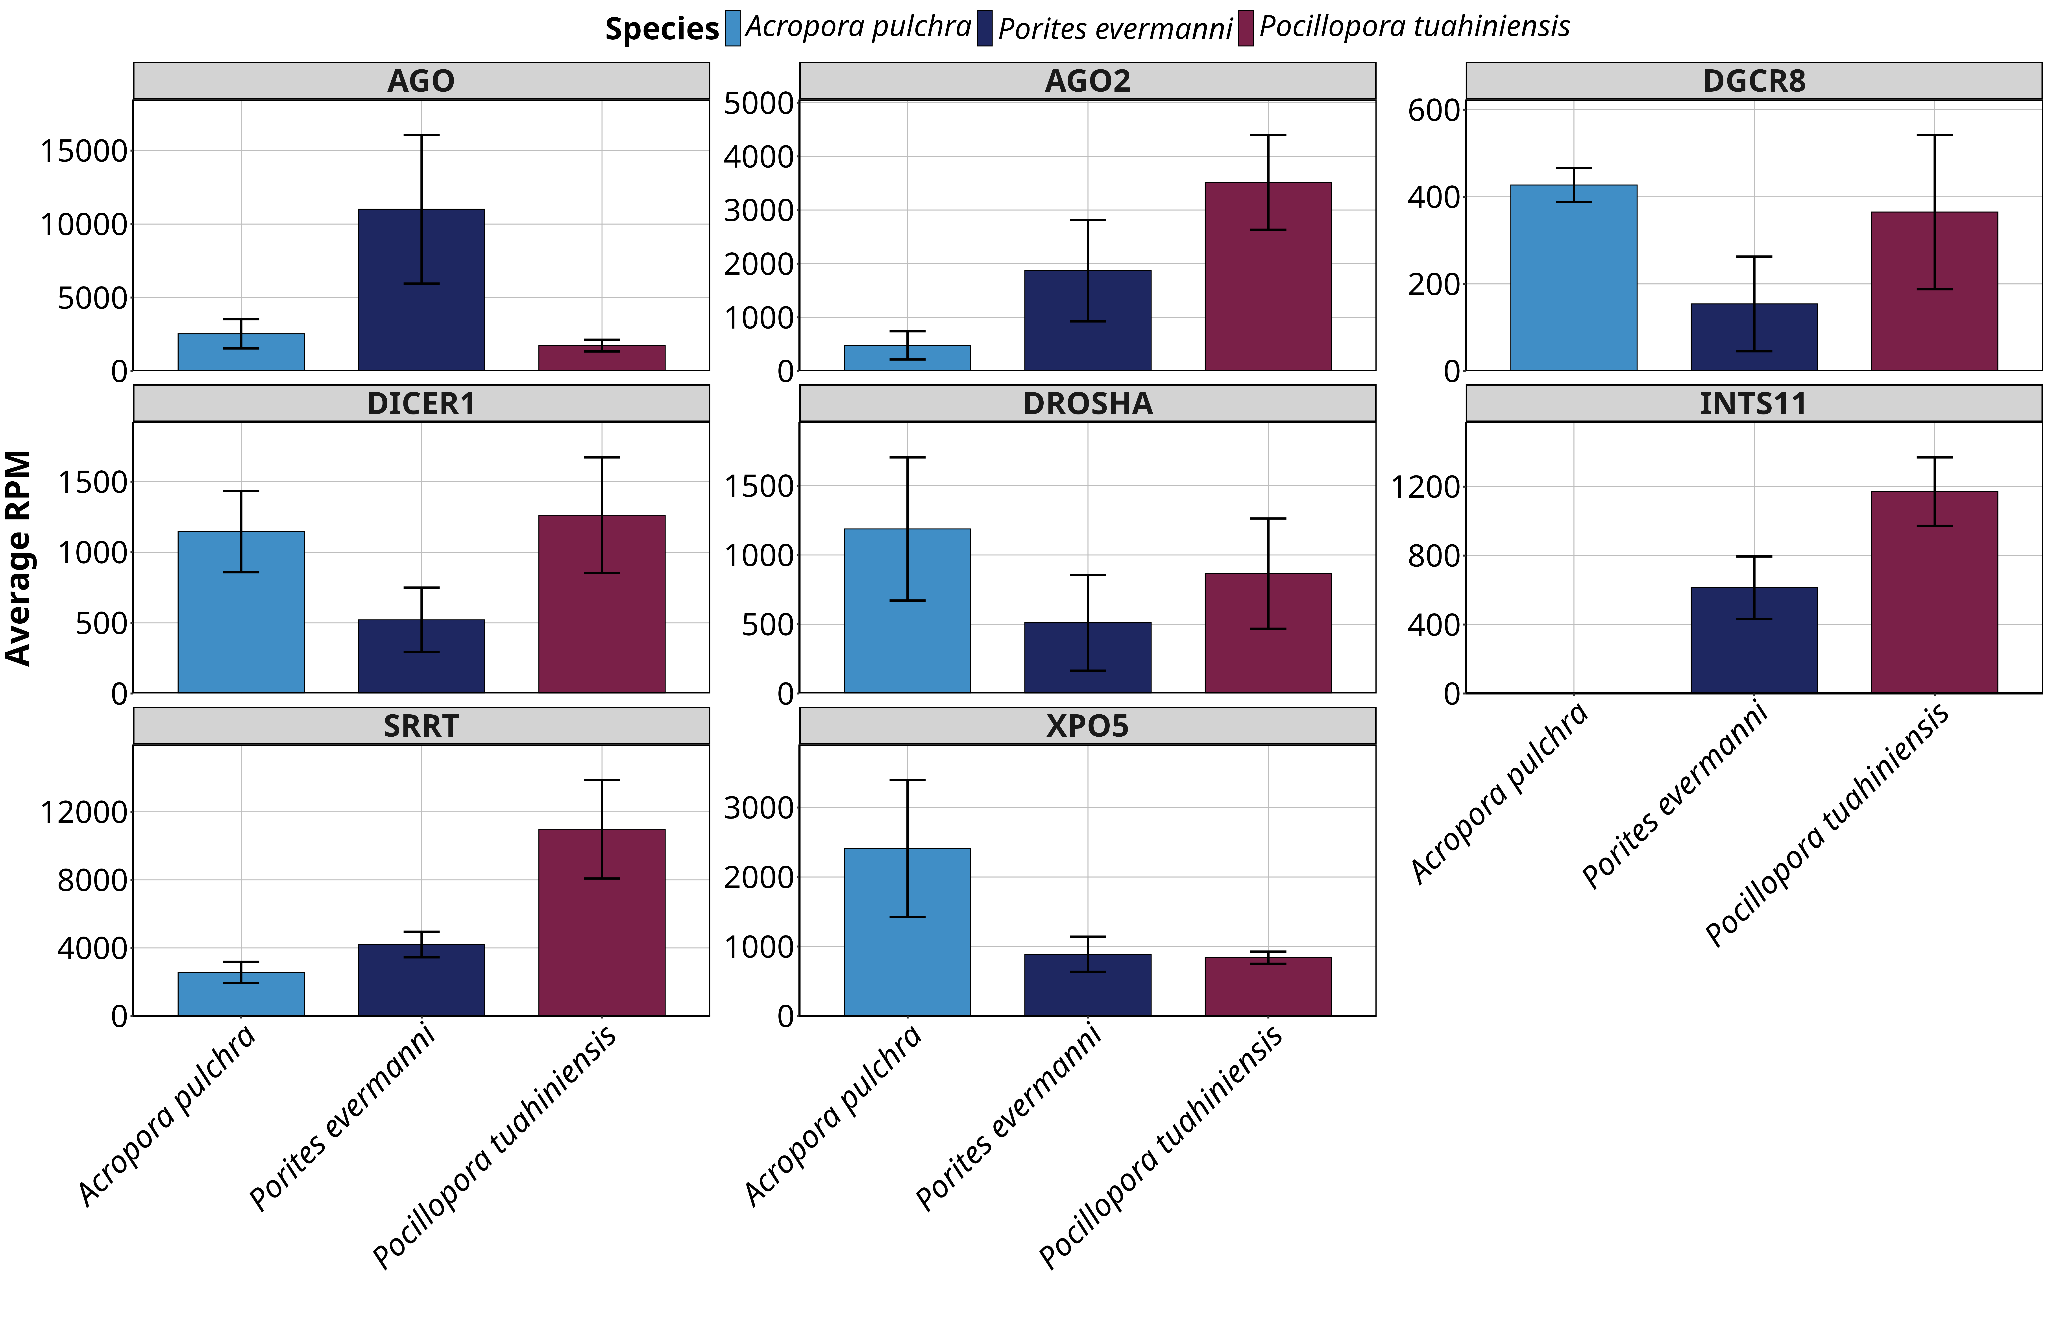 Species Acropora pulchra Porites evermanni Pocillopora tuahiniensis
AGO
AGO2
DGCR8
15000
10000
5000
0
5000
4000
3000
2000
1000
0
600
400
200
0
DICER1
DROSHA
INTS11
Average RPM
1500
1000
500
0
1500
1000
500
0
1200
800
400
0
Acropora pulchra
Porites evermanni
Pocillopora tuahiniensis
SRRT
XPO5
12000
8000
4000
0
3000
2000
1000
0
Acropora pulchra
Porites evermanni
Pocillopora tuahiniensis
Acropora pulchra
Porites evermanni
Pocillopora tuahiniensis